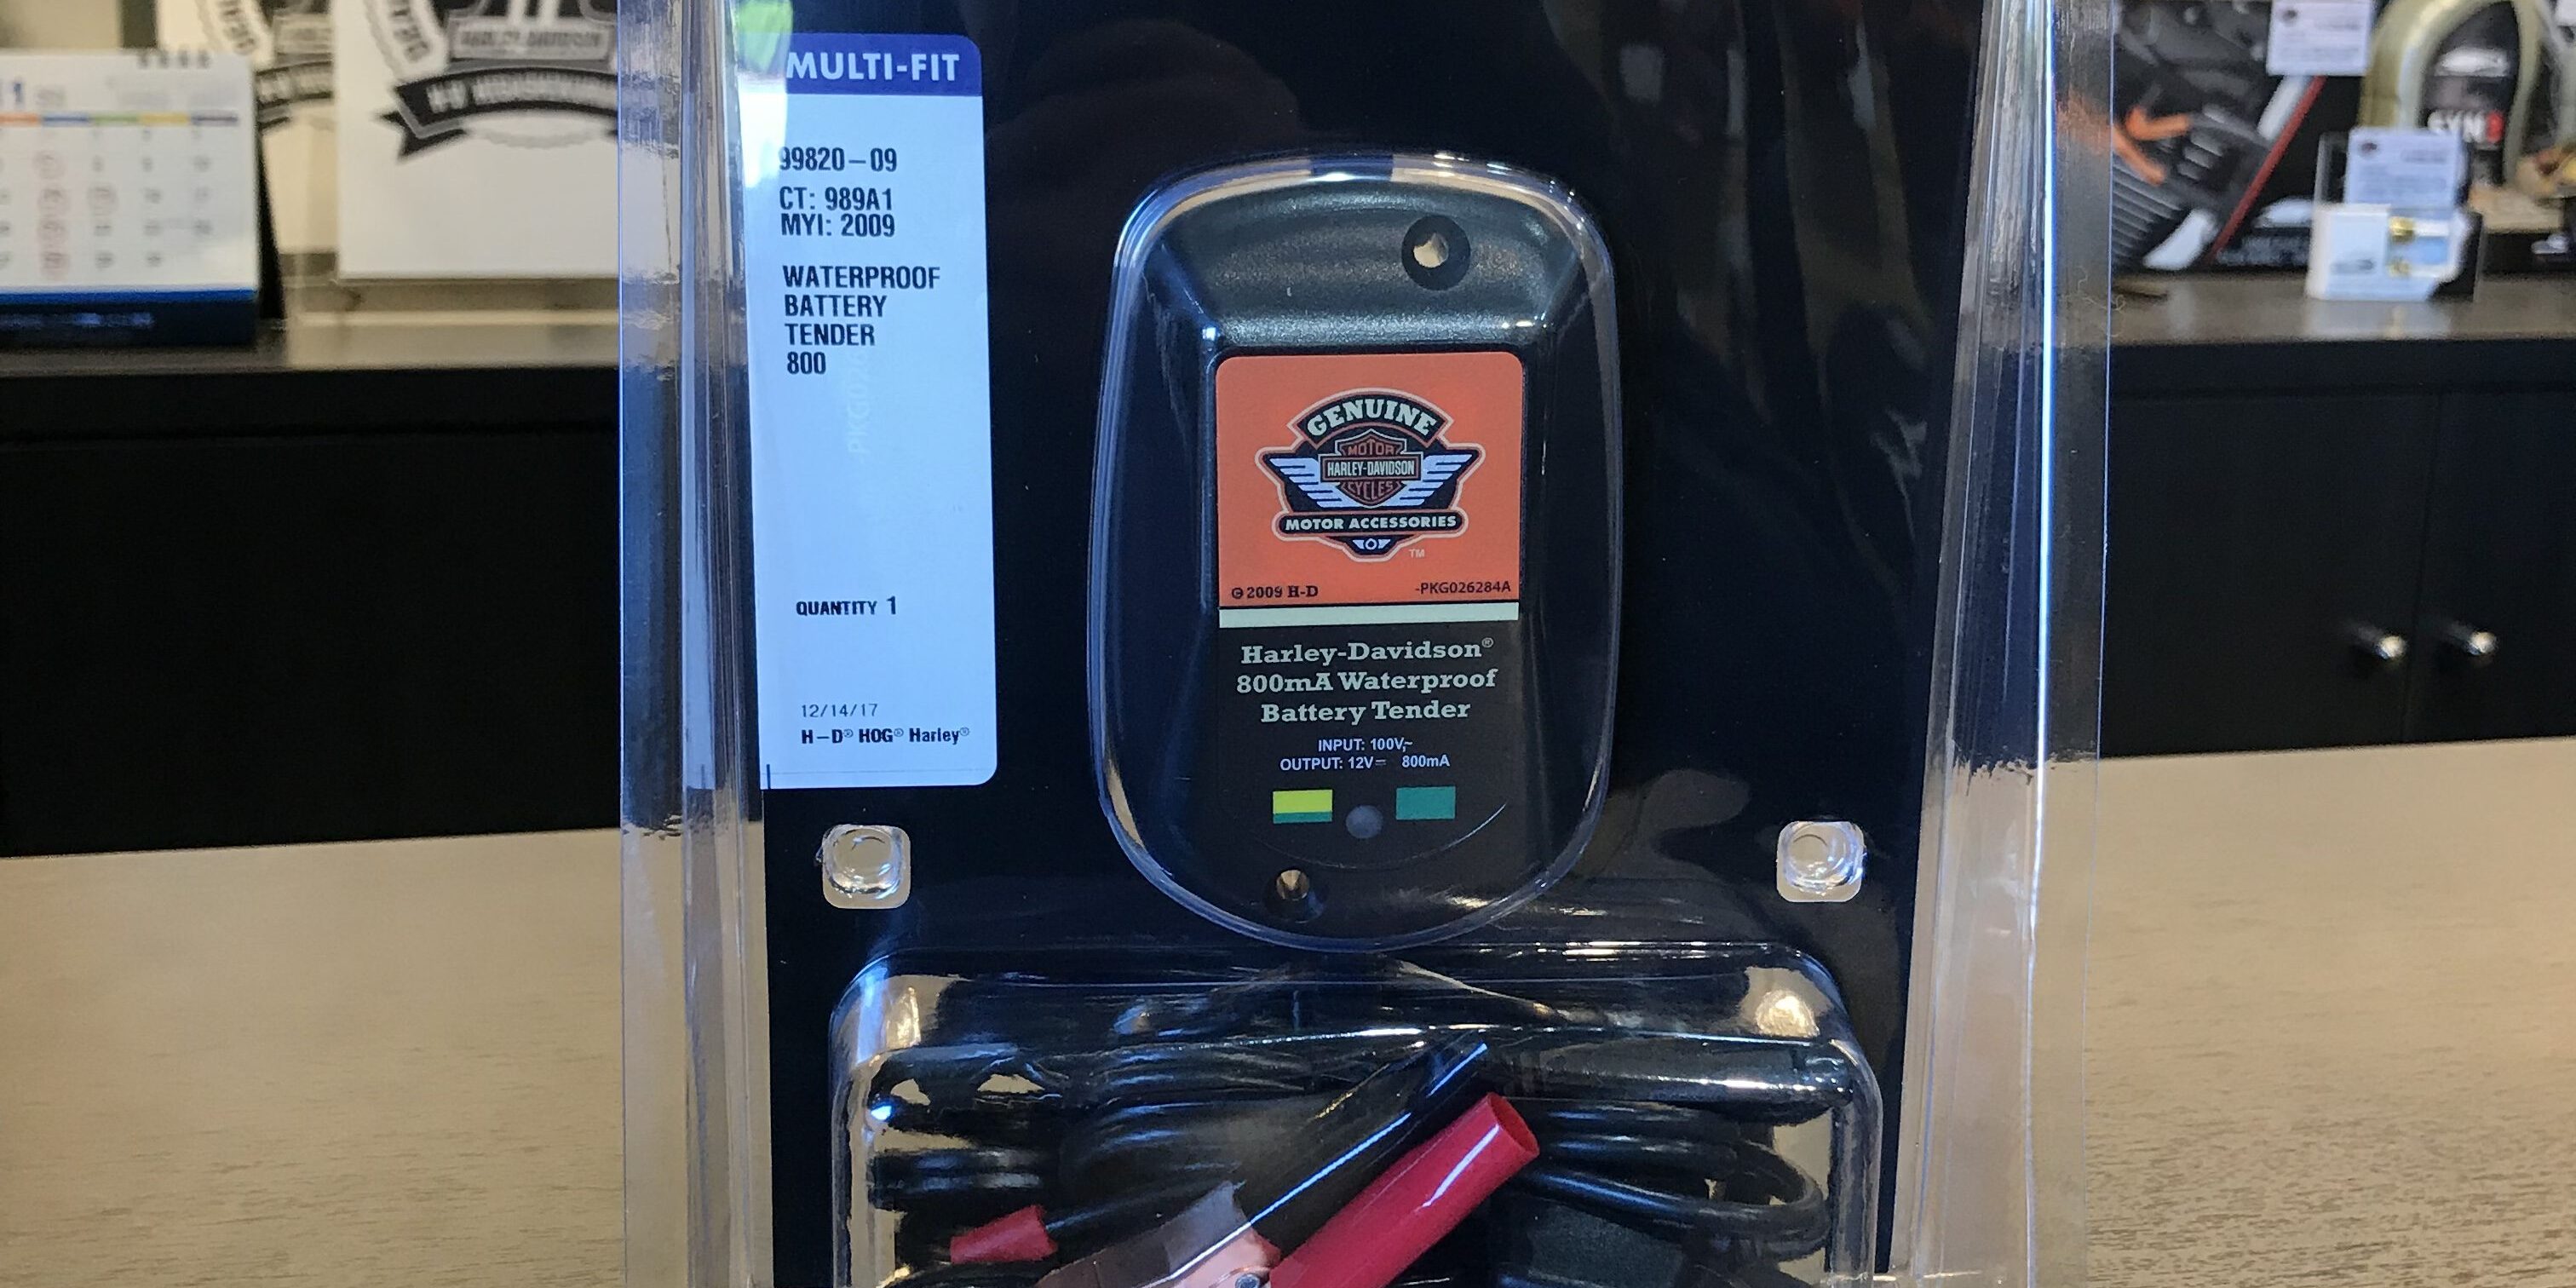 MULTI-FIT
99820-09
CT: 989A1
MYI: 2009
WATERPROOF
BATTERY
TENDER
800
QUANTITY 1
12/14/17
H-D® HOG® Harley®
GENUINE
MOTOR
HARLEY-DAVIDSON
CYCLES
MOTOR ACCESSORIES
TM
© 2009 H-D -PKG026284A
Harley-Davidson®
800mA Waterproof
Battery Tender
INPUT: 100V~
OUTPUT: 12V⎓ 800mA
SYN3